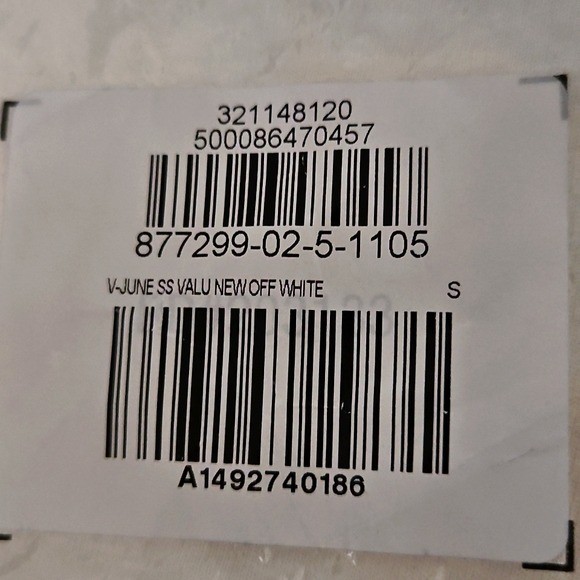 321148120
500086470457
877299-02-5-1105
V-JUNE SS VALU NEW OFF WHITE S
A1492740186